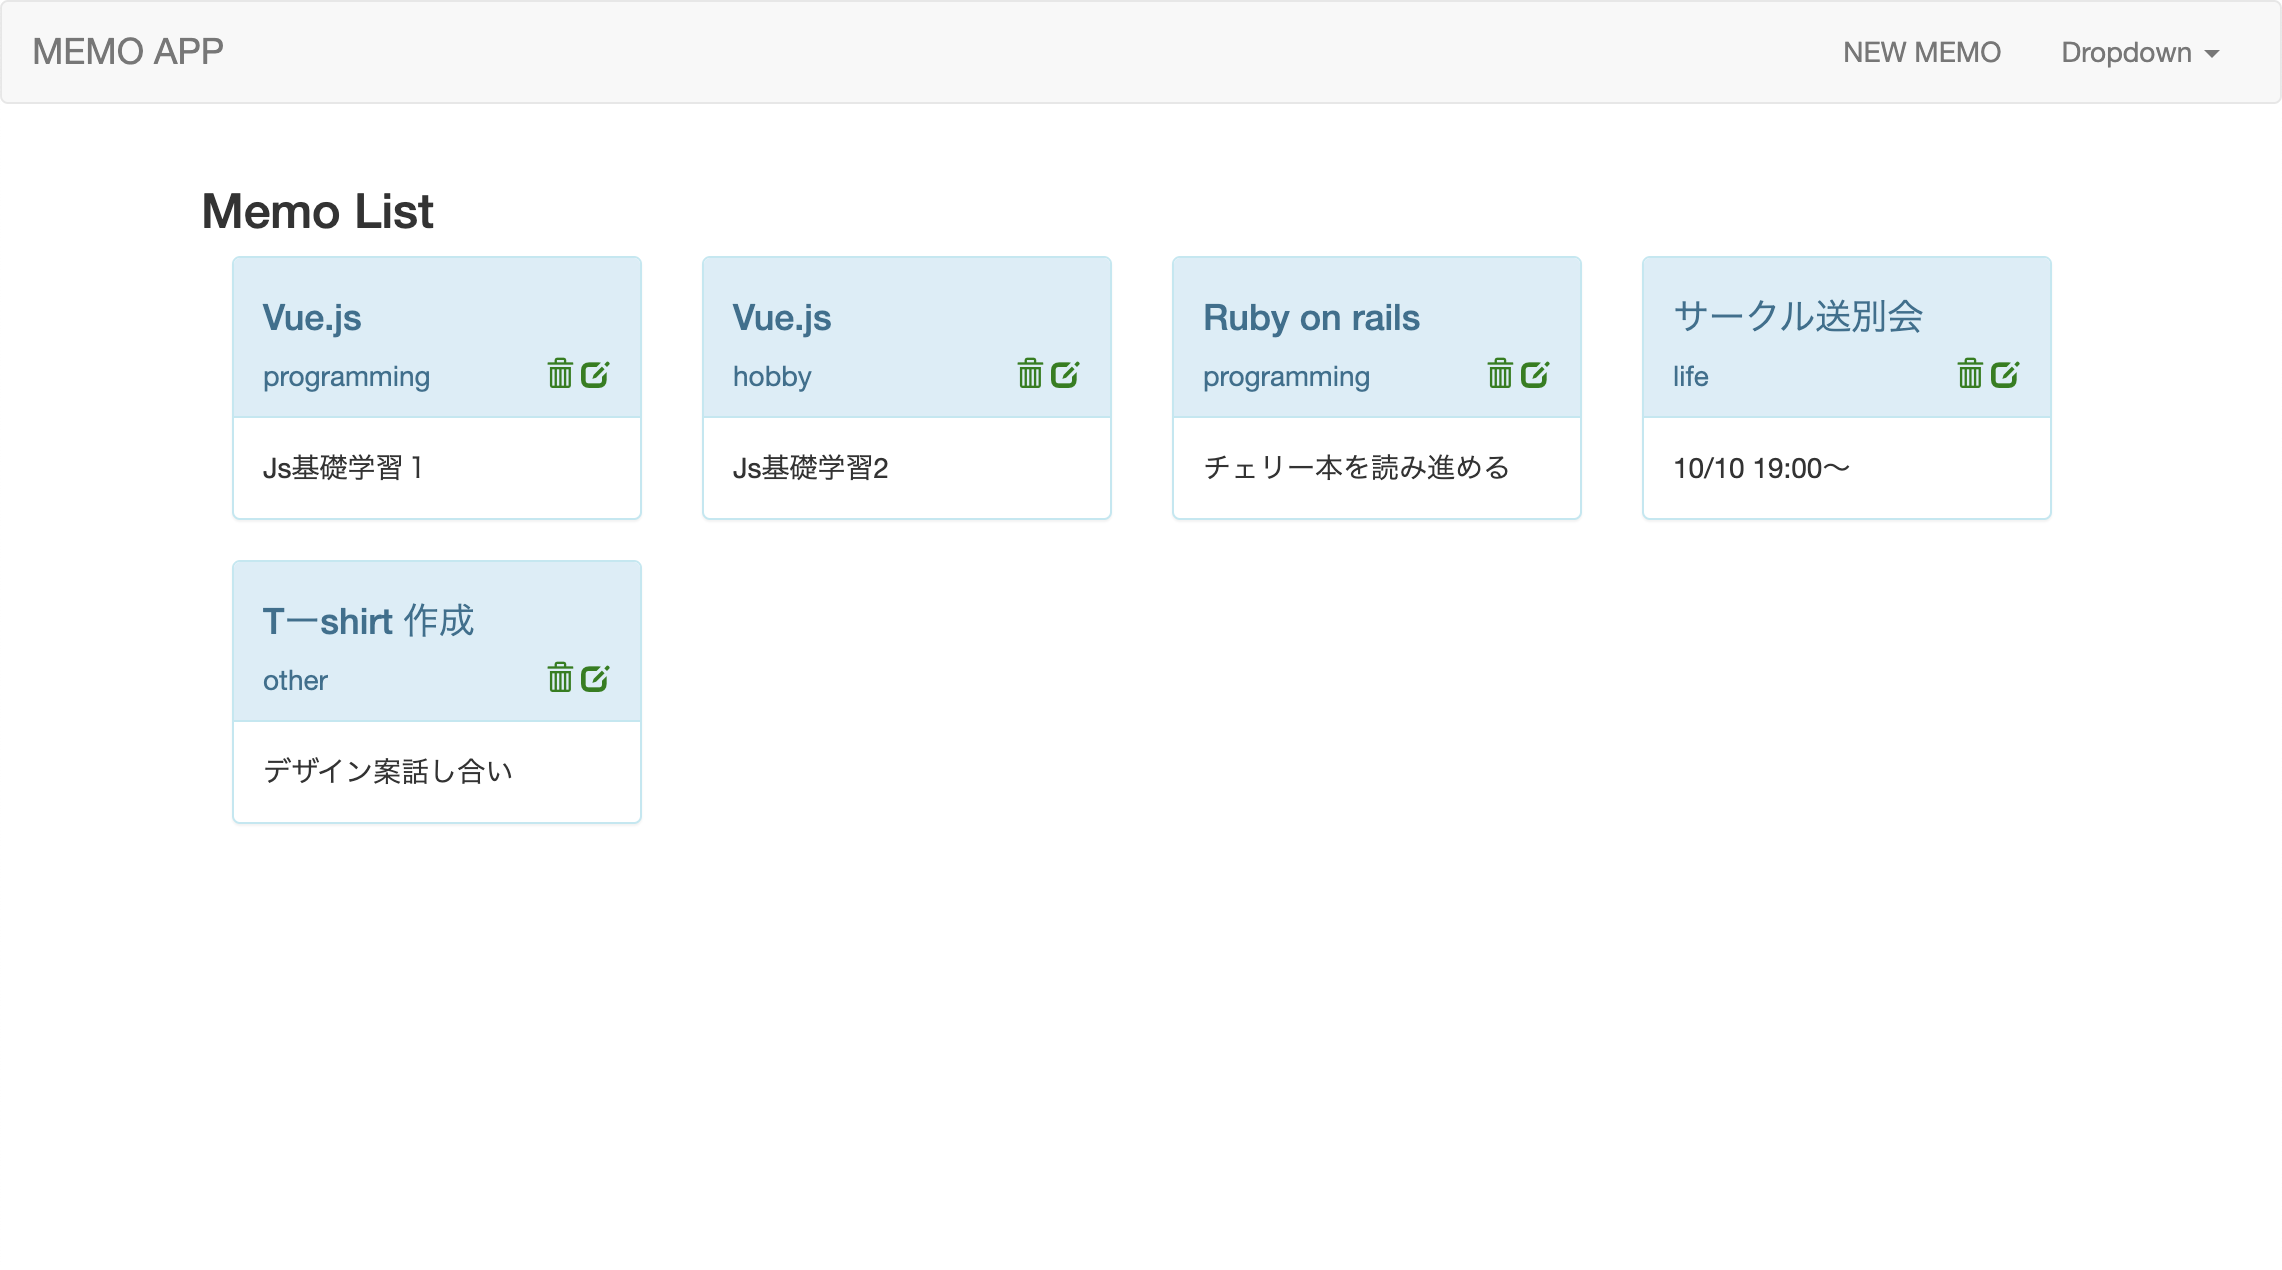 MEMO APP
NEW MEMO
Dropdown
Memo List
Vue.js
programming
Js基礎学習１
Vue.js
hobby
Js基礎学習2
Ruby on rails
programming
チェリー本を読み進める
サークル送別会
life
10/10 19:00〜
Tーshirt 作成
other
デザイン案話し合い